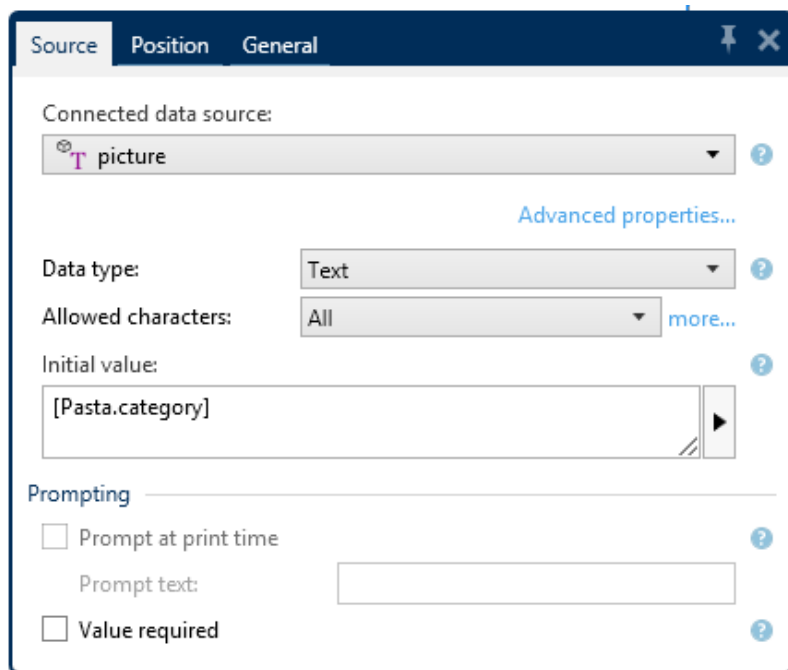 Source Position General
Connected data source:
T picture
?
Advanced properties...
Data type:
Text
?
Allowed characters:
All
more...
Initial value:
?
[Pasta.category]
Prompting
Prompt at print time
?
Prompt text:
Value required
?